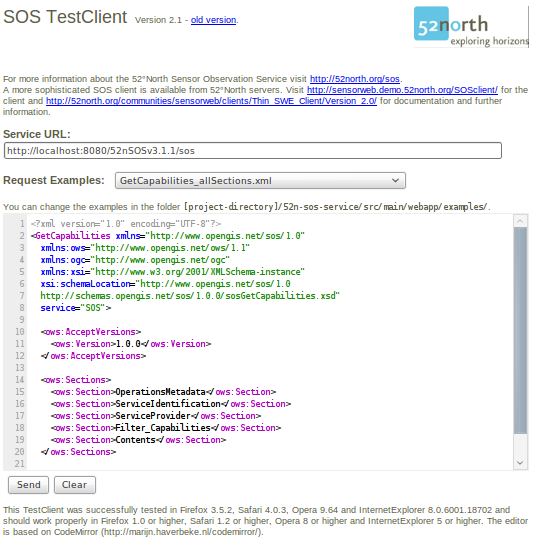 SOS TestClient Version 2.1 - old version.
52north
exploring horizons
For more information about the 52°North Sensor Observation Service visit http://52north.org/sos.
A more sophisticated SOS client is available from 52°North servers. Visit http://sensorweb.demo.52north.org/SOSclient/ for the
client and http://52north.org/communities/sensorweb/clients/Thin_SWE_Client/Version_2.0/ for documentation and further
information.
Service URL:
http://localhost:8080/52nSOSv3.1.1/sos
Request Examples: GetCapabilities_allSections.xml
You can change the examples in the folder [project-directory]/52n-sos-service/src/main/webapp/examples/.
1 <?xml version="1.0" encoding="UTF-8"?>
2 <GetCapabilities xmlns="http://www.opengis.net/sos/1.0"
3 xmlns:ows="http://www.opengis.net/ows/1.1"
4 xmlns:ogc="http://www.opengis.net/ogc"
5 xmlns:xsi="http://www.w3.org/2001/XMLSchema-instance"
6 xsi:schemaLocation="http://www.opengis.net/sos/1.0
7 http://schemas.opengis.net/sos/1.0.0/sosGetCapabilities.xsd"
8 service="SOS">
9
10 <ows:AcceptVersions>
11 <ows:Version>1.0.0</ows:Version>
12 </ows:AcceptVersions>
13
14 <ows:Sections>
15 <ows:Section>OperationsMetadata</ows:Section>
16 <ows:Section>ServiceIdentification</ows:Section>
17 <ows:Section>ServiceProvider</ows:Section>
18 <ows:Section>Filter_Capabilities</ows:Section>
19 <ows:Section>Contents</ows:Section>
20 </ows:Sections>
21
Send Clear
This TestClient was successfully tested in Firefox 3.5.2, Safari 4.0.3, Opera 9.64 and InternetExplorer 8.0.6001.18702 and
should work properly in Firefox 1.0 or higher, Safari 1.2 or higher, Opera 8 or higher and InternetExplorer 5 or higher. The editor
is based on CodeMirror (http://marijn.haverbeke.nl/codemirror/).